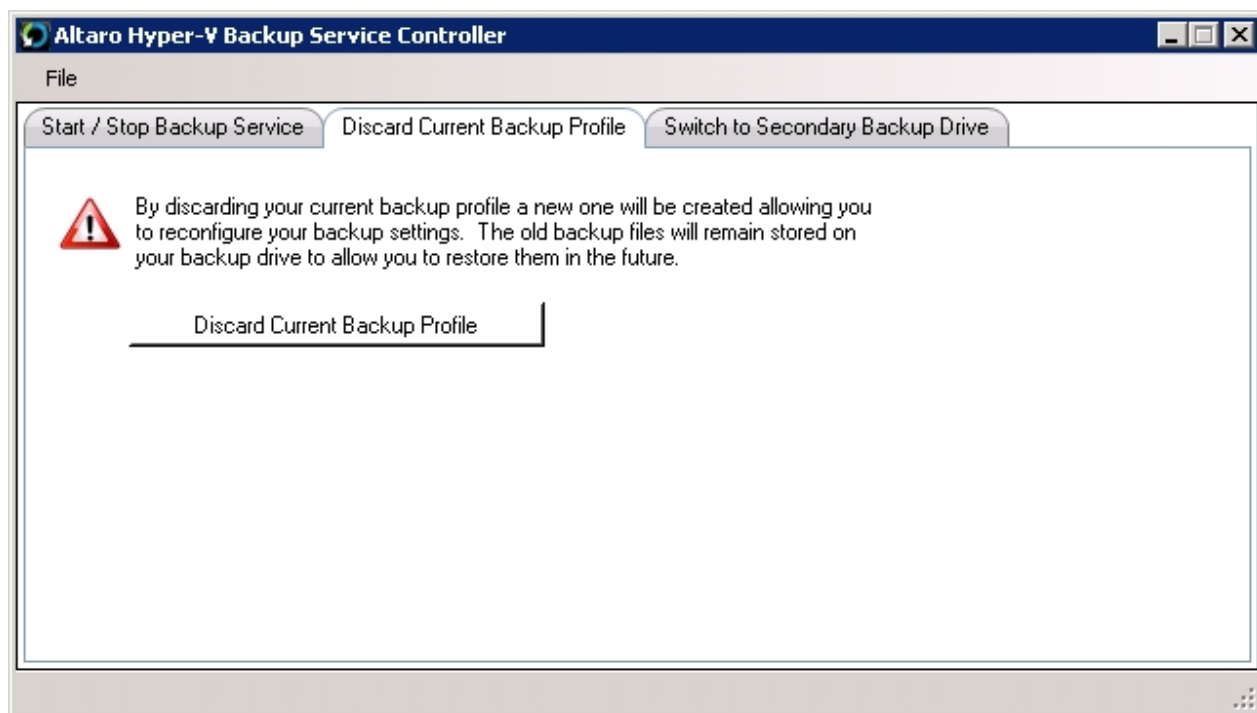 Altaro Hyper-V Backup Service Controller
File
Start / Stop Backup Service
Discard Current Backup Profile
Switch to Secondary Backup Drive
By discarding your current backup profile a new one will be created allowing you
to reconfigure your backup settings.  The old backup files will remain stored on
your backup drive to allow you to restore them in the future.
Discard Current Backup Profile